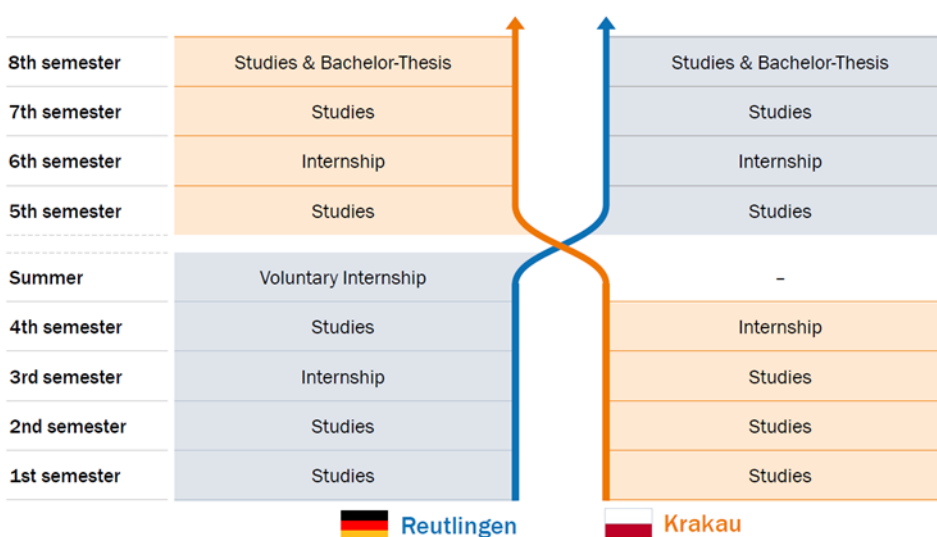 8th semester Studies & Bachelor-Thesis Studies & Bachelor-Thesis
7th semester Studies Studies
6th semester Internship Internship
5th semester Studies Studies
Summer Voluntary Internship –
4th semester Studies Internship
3rd semester Internship Studies
2nd semester Studies Studies
1st semester Studies Studies
Reutlingen Krakau